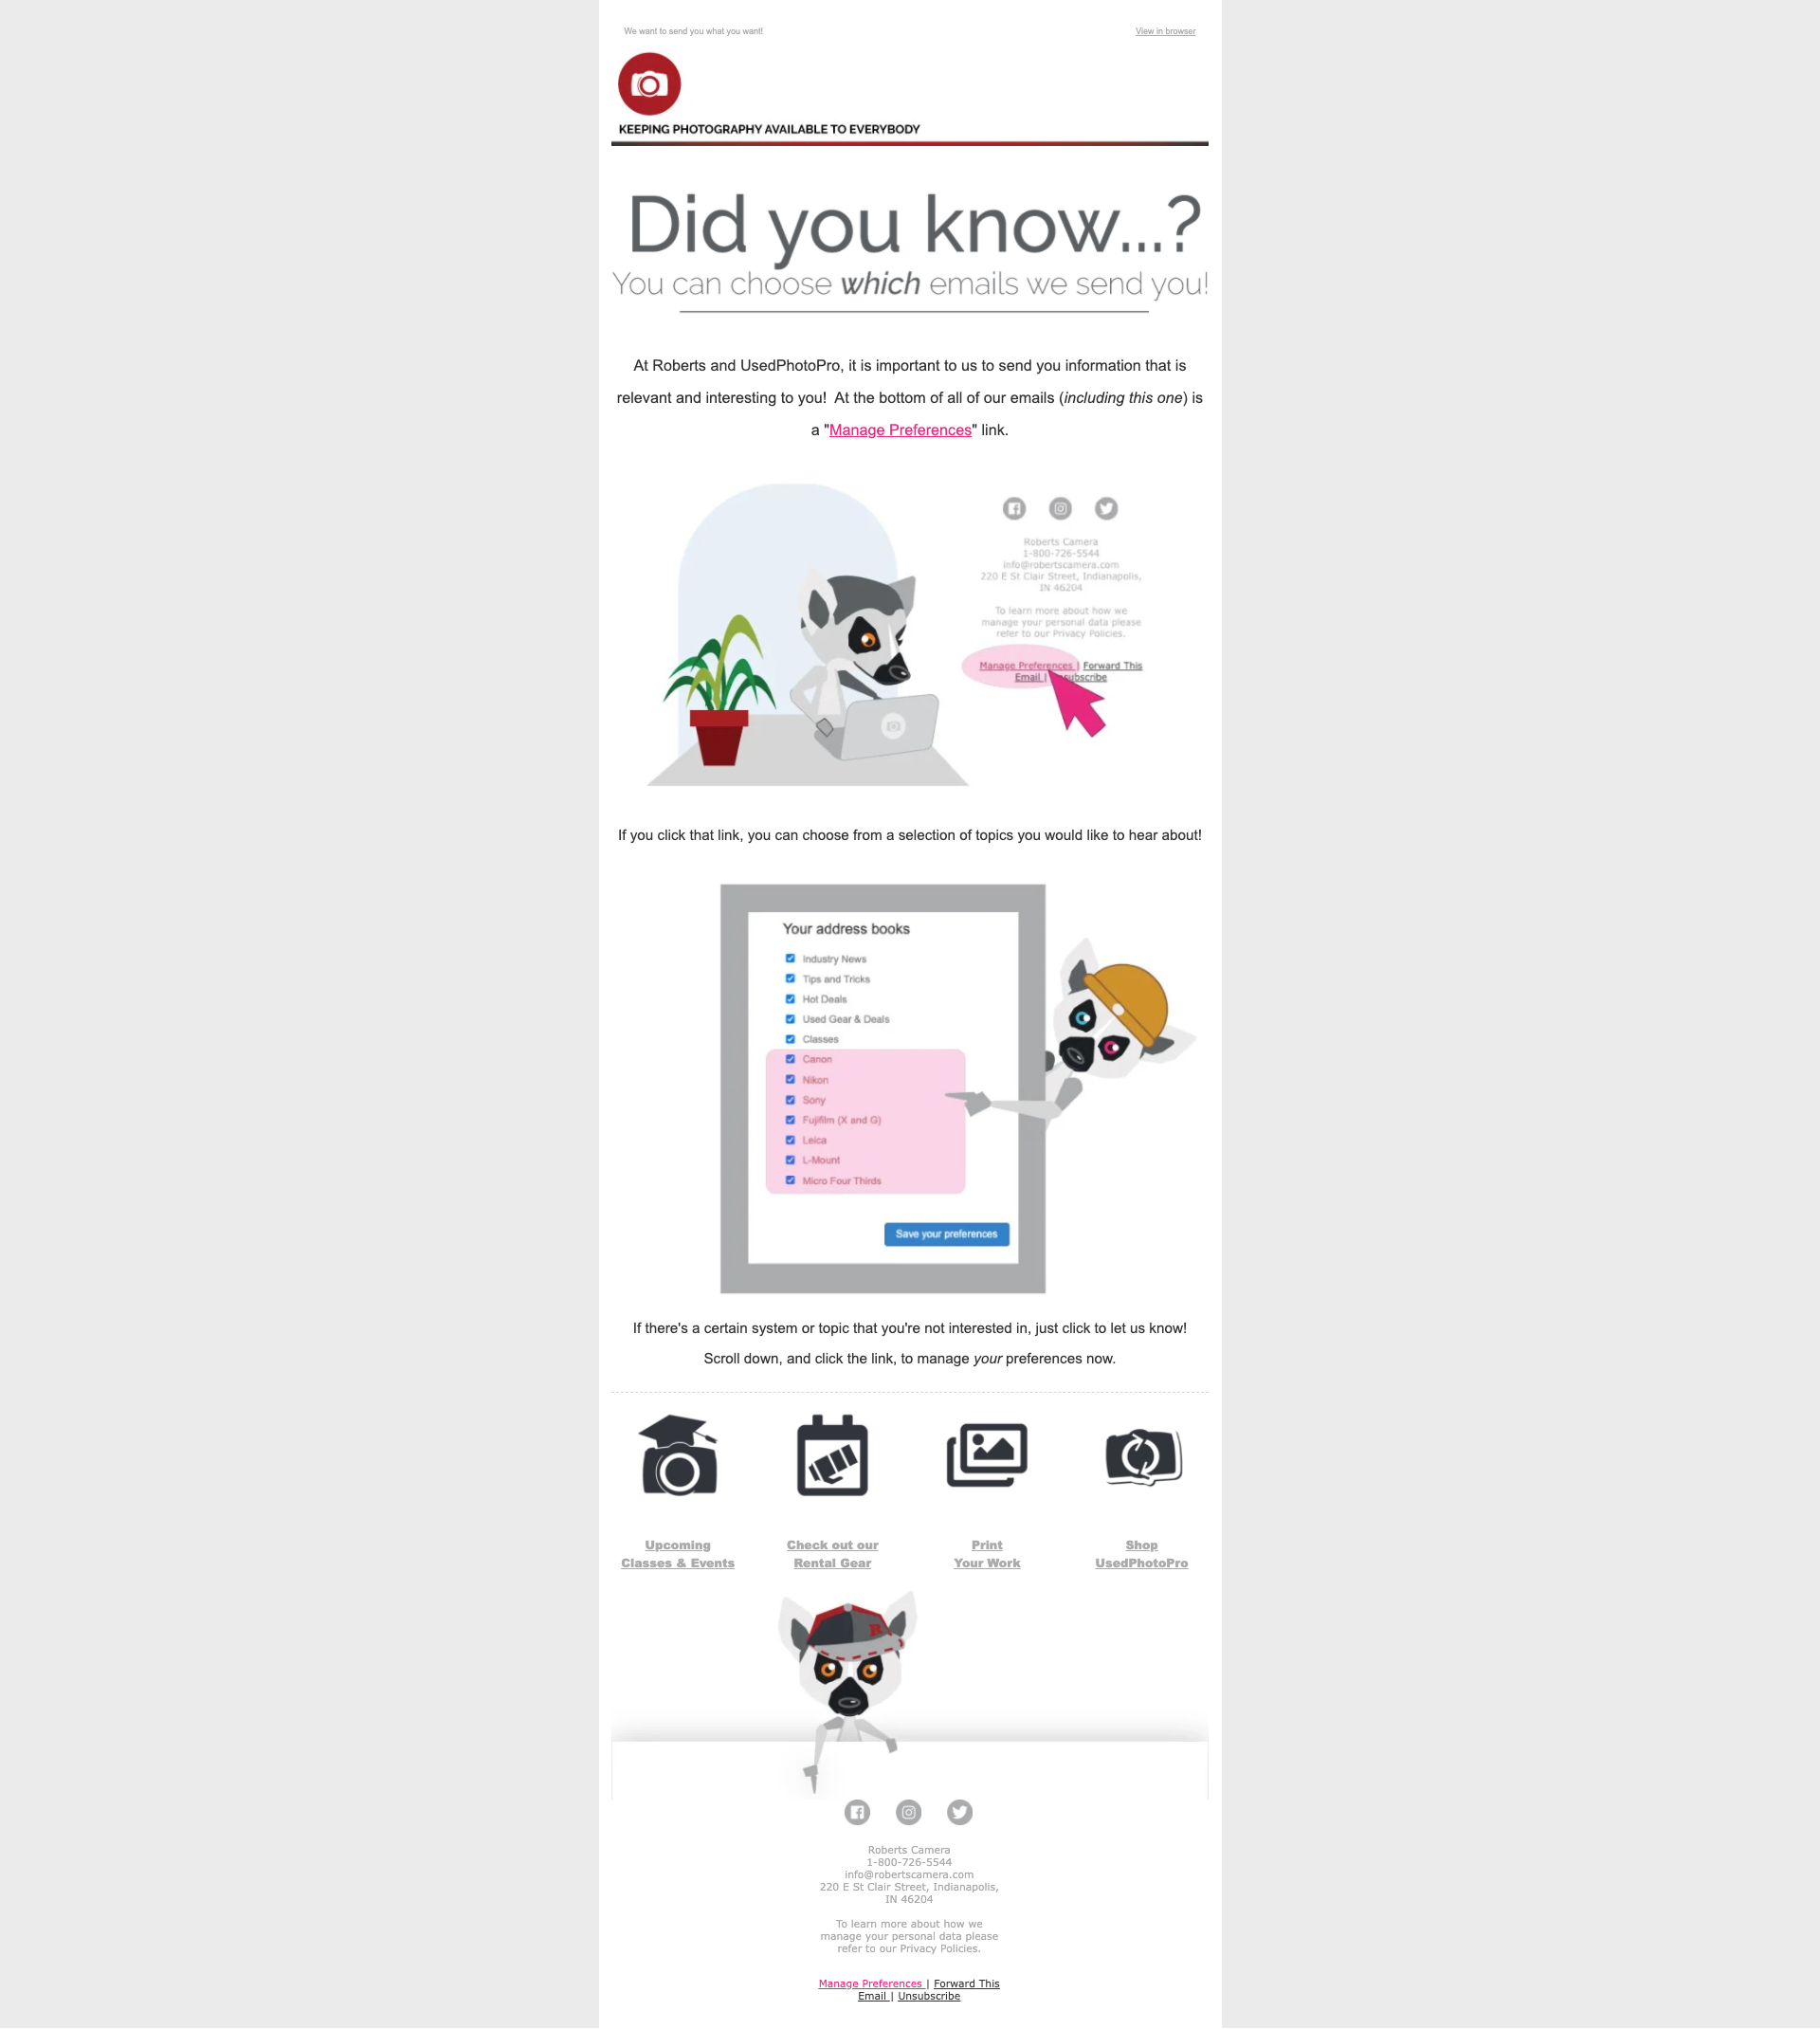 We want to send you what you want!
View in browser
KEEPING PHOTOGRAPHY AVAILABLE TO EVERYBODY
Did you know...?
You can choose which emails we send you!
At Roberts and UsedPhotoPro, it is important to us to send you information that is
relevant and interesting to you!  At the bottom of all of our emails (including this one) is
a "Manage Preferences" link.
Roberts Camera
1-800-726-5544
info@robertscamera.com
220 E St Clair Street, Indianapolis,
IN 46204
To learn more about how we
manage your personal data please
refer to our Privacy Policies.
Manage Preferences | Forward This
Email | subscribe
If you click that link, you can choose from a selection of topics you would like to hear about!
Your address books
Industry News
Tips and Tricks
Hot Deals
Used Gear & Deals
Classes
Canon
Nikon
Sony
Fujifilm (X and G)
Leica
L-Mount
Micro Four Thirds
Save your preferences
If there's a certain system or topic that you're not interested in, just click to let us know!
Scroll down, and click the link, to manage your preferences now.
Upcoming
Classes & Events
Check out our
Rental Gear
Print
Your Work
Shop
UsedPhotoPro
R
Roberts Camera
1-800-726-5544
info@robertscamera.com
220 E St Clair Street, Indianapolis,
IN 46204
To learn more about how we
manage your personal data please
refer to our Privacy Policies.
Manage Preferences | Forward This
Email | Unsubscribe